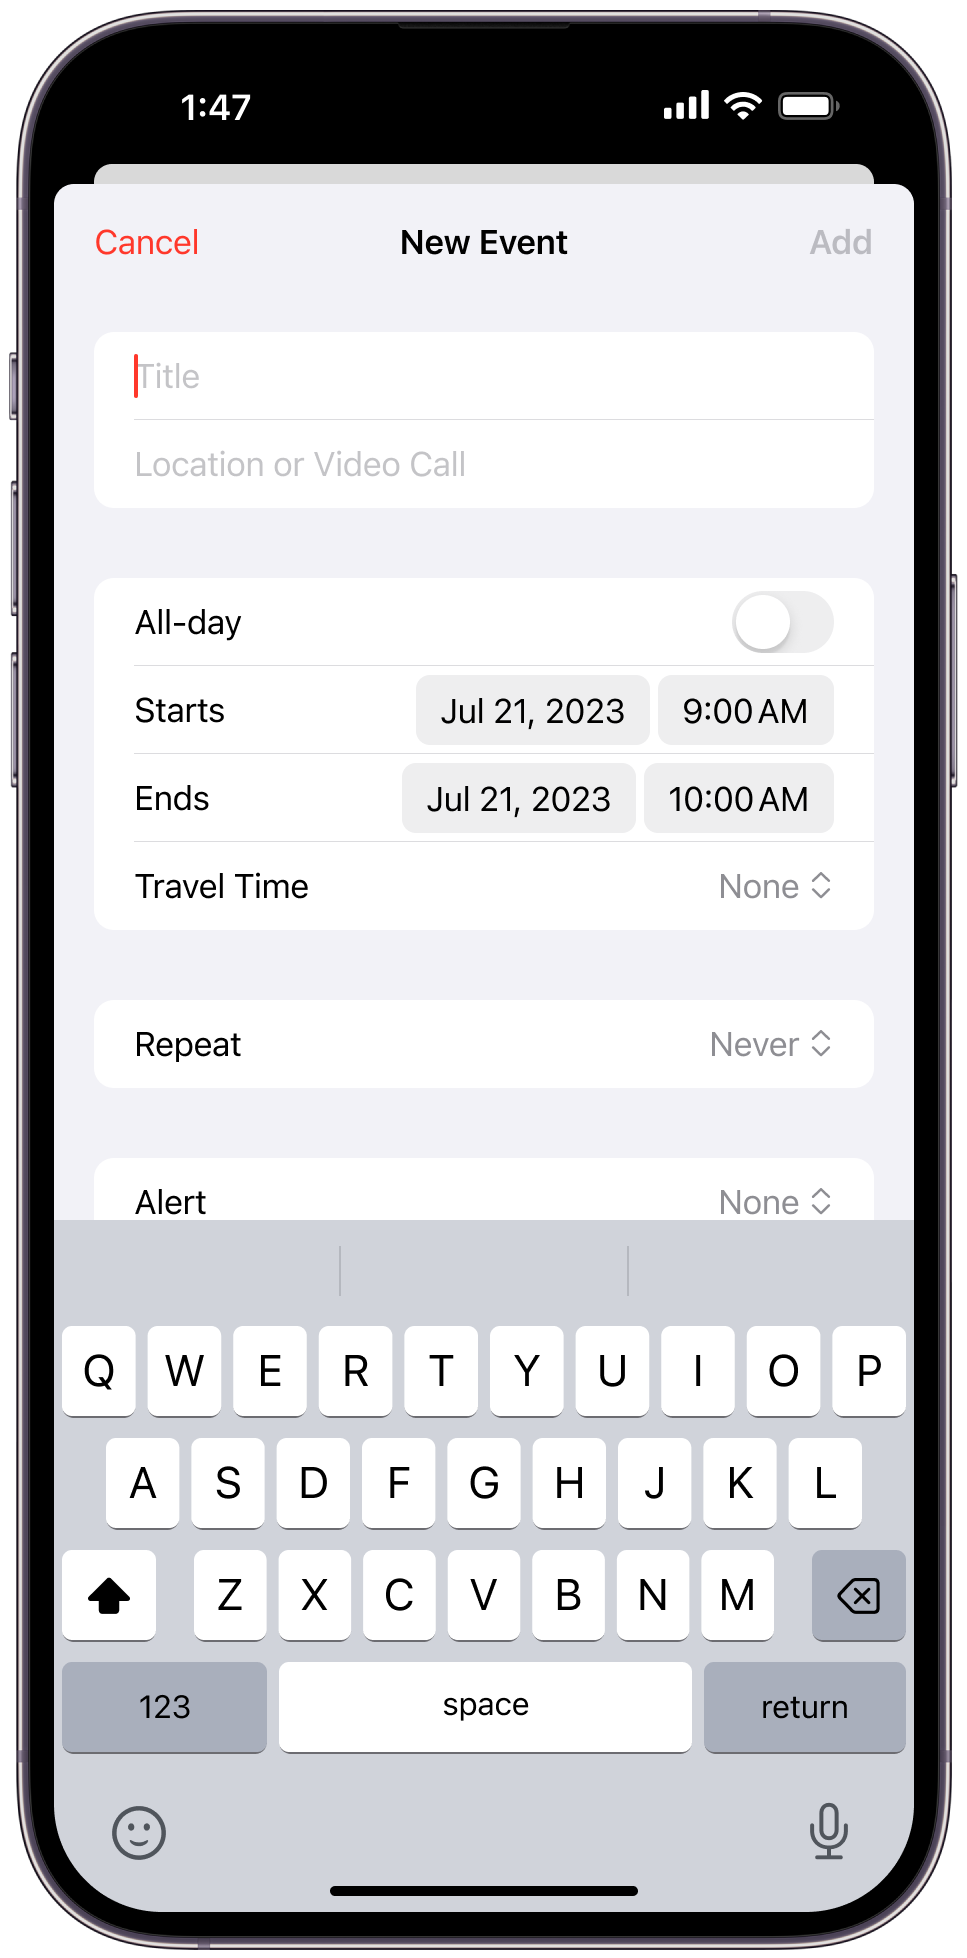 1:47
Cancel New Event Add
Title
Location or Video Call
All-day
Starts Jul 21, 2023 9:00 AM
Ends Jul 21, 2023 10:00 AM
Travel Time None
Repeat Never
Alert None
Q W E R T Y U I O P
A S D F G H J K L
Z X C V B N M
123 space return